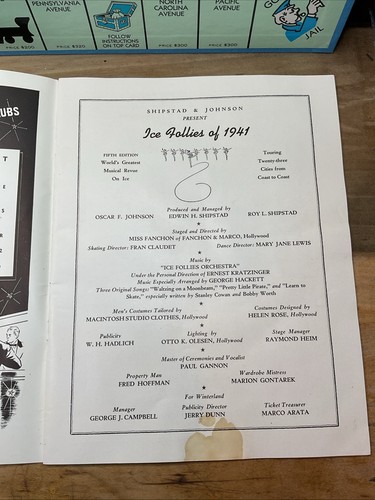 PENNSYLVANIA
AVENUE
NORTH
CAROLINA
AVENUE
PACIFIC
AVENUE
GO
JAIL
FOLLOW
INSTRUCTIONS
ON TOP CARD
PRICE $320
PRICE $300
PRICE $300
UBS
T
SHIPSTAD & JOHNSON
PRESENT
Ice Follies of 1941
FIFTH EDITION
World's Greatest
Musical Revue
On Ice
Touring
Twenty-three
Cities from
Coast to Coast
Produced and Managed by
OSCAR F. JOHNSON EDWIN H. SHIPSTAD ROY L. SHIPSTAD
Staged and Directed by
MISS FANCHON of FANCHON & MARCO, Hollywood
Skating Director: FRAN CLAUDET Dance Director: MARY JANE LEWIS
Music by
"ICE FOLLIES ORCHESTRA"
Under the Personal Direction of ERNEST KRATZINGER
Music Especially Arranged by GEORGE HACKETT
Three Original Songs: "Waltzing on a Moonbeam," "Pretty Little Pirate," and "Learn to
Skate," especially written by Stanley Cowan and Bobby Worth
Men's Costumes Tailored by
MACINTOSH STUDIO CLOTHES, Hollywood
Costumes Designed by
HELEN ROSE, Hollywood
Publicity
W. H. HADLICH
Lighting by
OTTO K. OLESEN, Hollywood
Stage Manager
RAYMOND HEIM
Master of Ceremonies and Vocalist
PAUL GANNON
Property Man
FRED HOFFMAN
Wardrobe Mistress
MARION GONTAREK
For Winterland
Manager
GEORGE J. CAMPBELL
Publicity Director
JERRY DUNN
Ticket Treasurer
MARCO ARATA